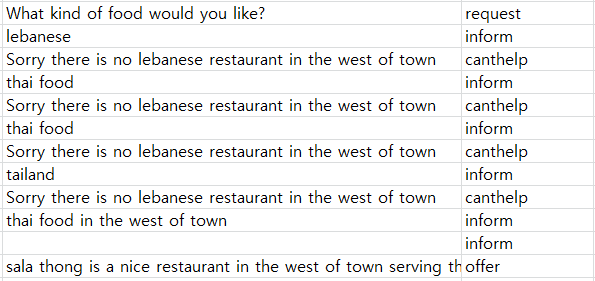 What kind of food would you like? request
lebanese inform
Sorry there is no lebanese restaurant in the west of town canthelp
thai food inform
Sorry there is no lebanese restaurant in the west of town canthelp
thai food inform
Sorry there is no lebanese restaurant in the west of town canthelp
tailand inform
Sorry there is no lebanese restaurant in the west of town canthelp
thai food in the west of town inform
inform
sala thong is a nice restaurant in the west of town serving th offer